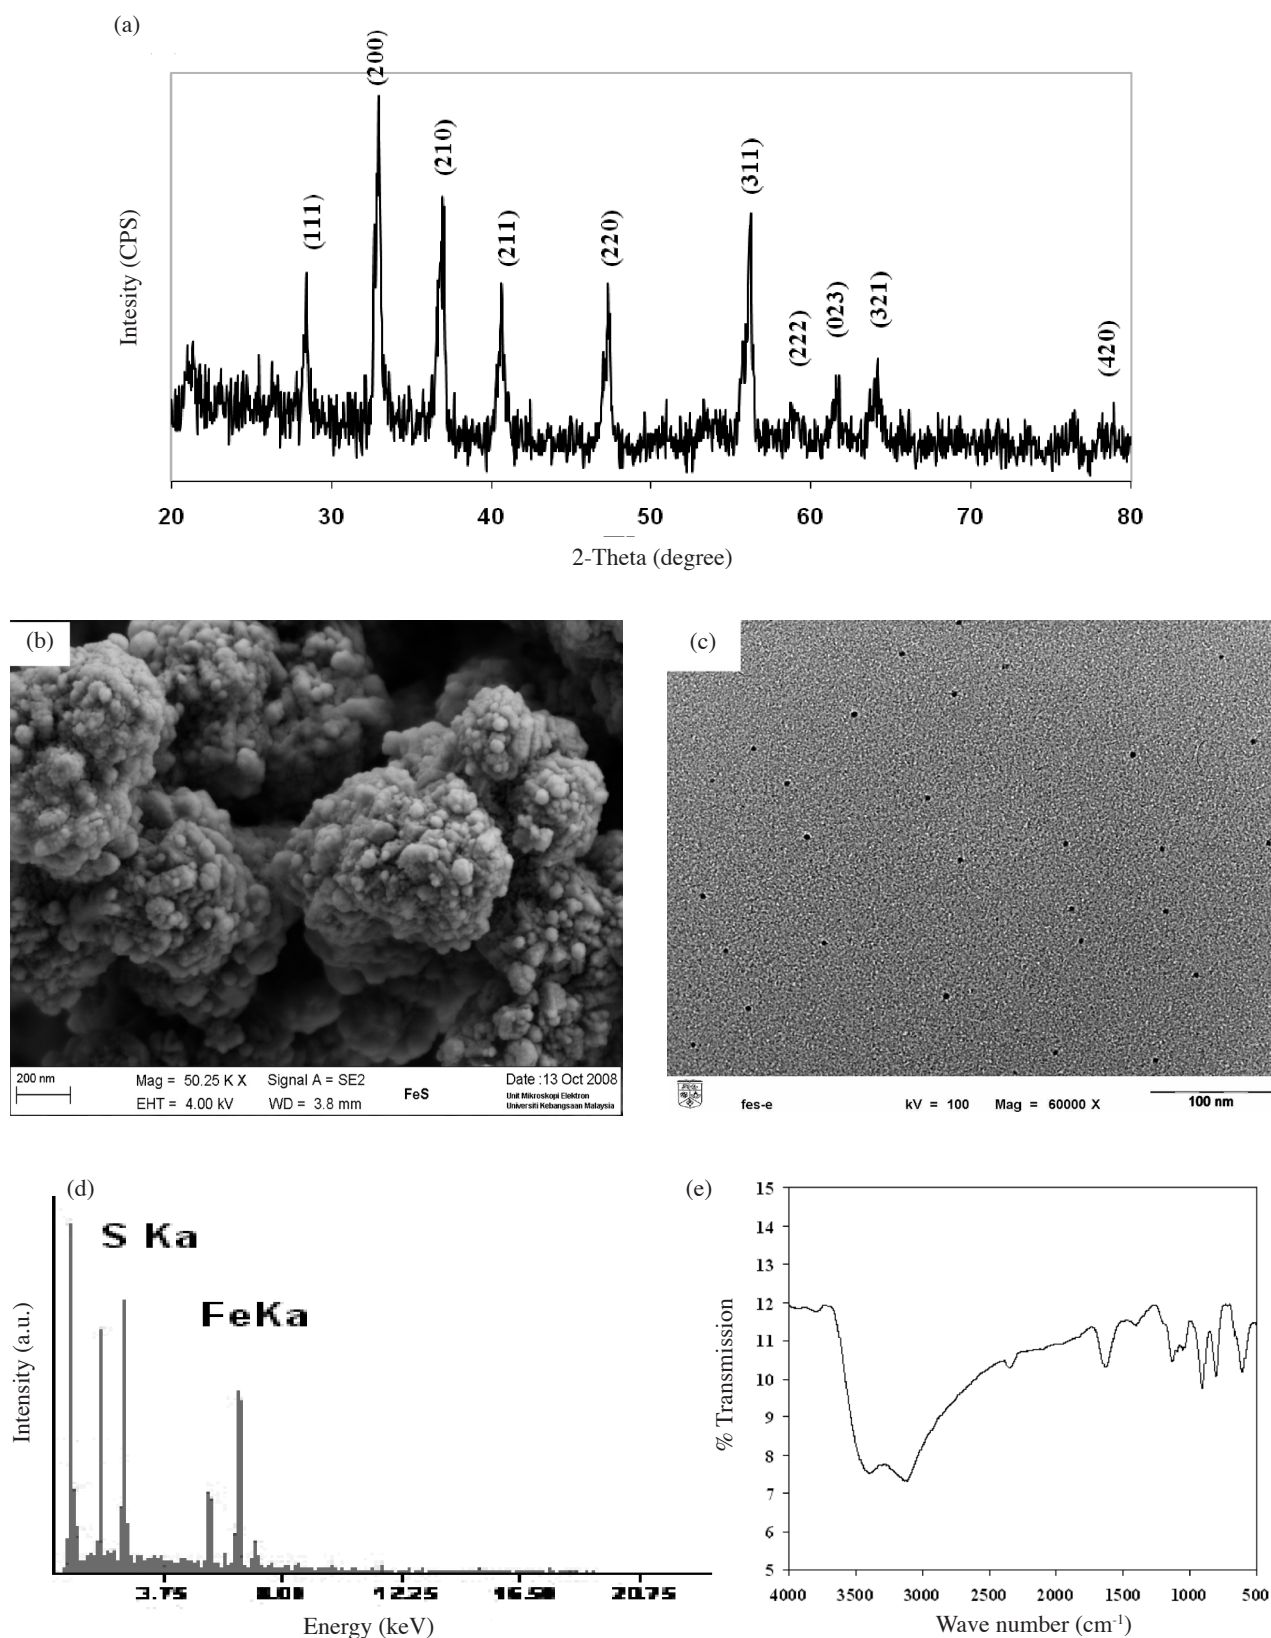 (a)
(200)
(210)
(311)
(111)
(211)
(220)
(222)
(023)
(321)
(420)
Intesity (CPS)
20 30 40 50 60 70 80
2-Theta (degree)
(b)
200 nm
Mag = 50.25 K X Signal A = SE2
EHT = 4.00 kV WD = 3.8 mm
FeS
Date :13 Oct 2008
Unit Mikroskopi Elektron
Universiti Kebangsaan Malaysia
(c)
fes-e kV = 100 Mag = 60000 X 100 nm
(d)
S Ka
FeKa
Intensity (a.u.)
3.75 8.00 12.25 16.50 20.75
Energy (keV)
(e)
15
14
13
12
11
10
9
8
7
6
5
% Transmission
4000 3500 3000 2500 2000 1500 1000 500
Wave number (cm⁻¹)